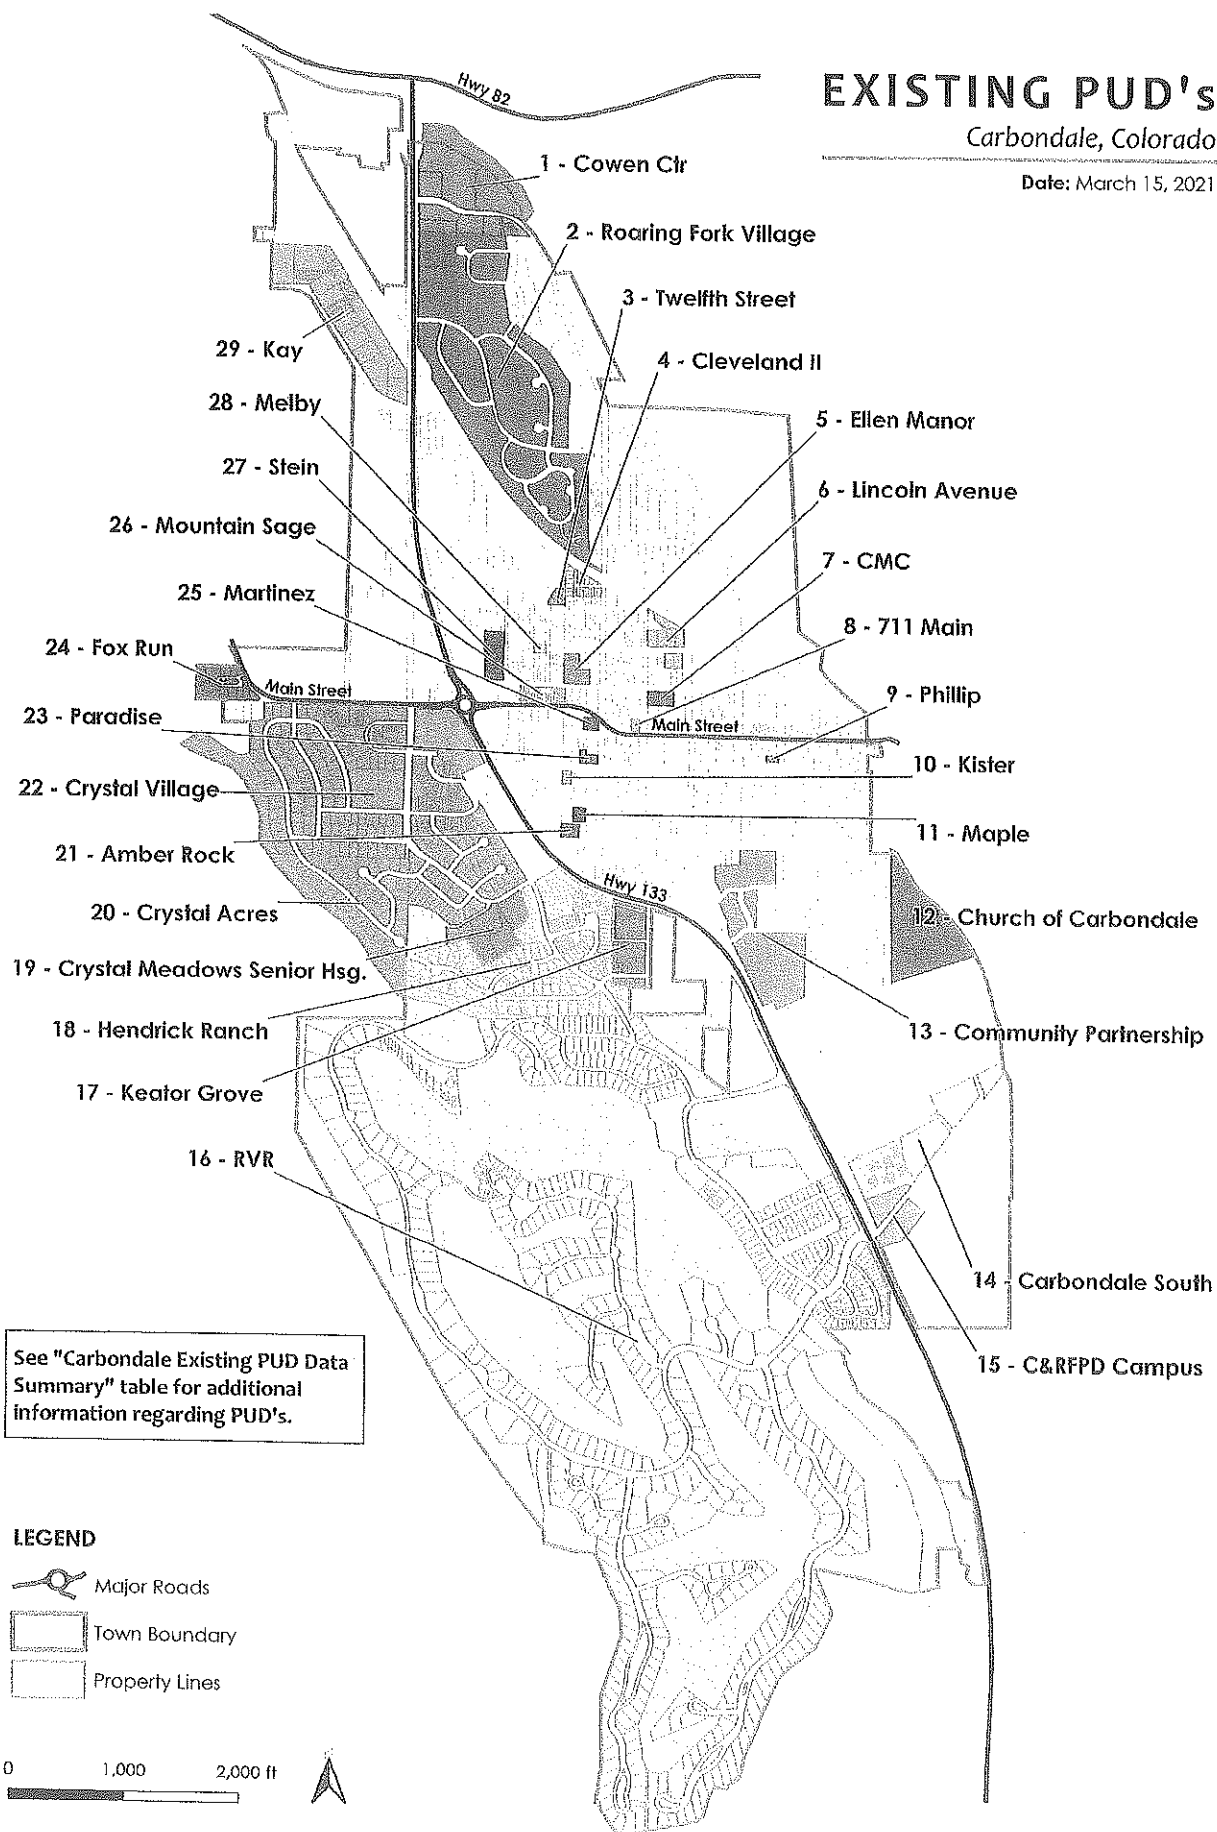 EXISTING PUD's
Carbondale, Colorado
Date: March 15, 2021
Hwy 82
1 - Cowen Ctr
2 - Roaring Fork Village
3 - Twelfth Street
4 - Cleveland II
5 - Ellen Manor
6 - Lincoln Avenue
7 - CMC
8 - 711 Main
9 - Phillip
10 - Kister
11 - Maple
12 - Church of Carbondale
13 - Community Partnership
14 - Carbondale South
15 - C&RFPD Campus
16 - RVR
17 - Keator Grove
18 - Hendrick Ranch
19 - Crystal Meadows Senior Hsg.
20 - Crystal Acres
21 - Amber Rock
22 - Crystal Village
23 - Paradise
24 - Fox Run
25 - Martinez
26 - Mountain Sage
27 - Stein
28 - Melby
29 - Kay
Main Street
Main Street
Hwy 133
See "Carbondale Existing PUD Data
Summary" table for additional
information regarding PUD's.
LEGEND
Major Roads
Town Boundary
Property Lines
0 1,000 2,000 ft